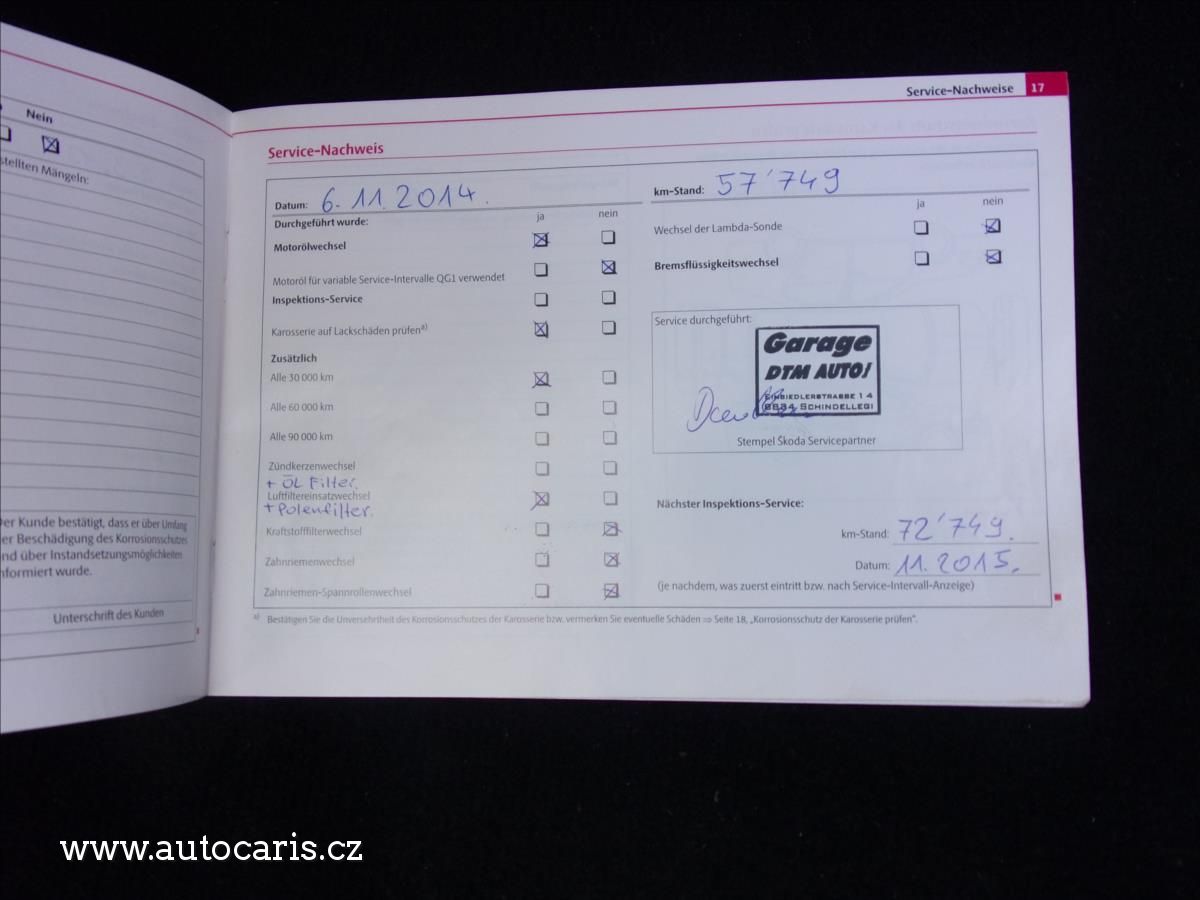 Nein
stellten Mängeln:
er Kunde bestätigt, dass er über Umfang
er Beschädigung des Korrosionsschutzes
nd über Instandsetzungsmöglichkeiten
nformiert wurde.
Unterschrift des Kunden
Service-Nachweise 17
Service-Nachweis
Datum: 6.11.2014.
km-Stand: 57'749
Durchgeführt wurde: ja nein
ja nein
Motorölwechsel
Motoröl für variable Service-Intervalle QG1 verwendet
Inspektions-Service
Karosserie auf Lackschäden prüfen a)
Zusätzlich
Alle 30 000 km
Alle 60 000 km
Alle 90 000 km
Zündkerzenwechsel
+ ÖL Filter.
Luftfiltereinsatzwechsel
+ Polenfilter.
Kraftstofffilterwechsel
Zahnriemenwechsel
Zahnriemen-Spannrollenwechsel
Wechsel der Lambda-Sonde
Bremsflüssigkeitswechsel
Service durchgeführt:
Garage
DTM AUTO!
EINSIEDLERSTRASSE 14
8834 SCHINDELLEGI
Stempel Škoda Servicepartner
Nächster Inspektions-Service:
km-Stand: 72'749.
Datum: 11.2015.
(je nachdem, was zuerst eintritt bzw. nach Service-Intervall-Anzeige)
a) Bestätigen Sie die Unversehrtheit des Korrosionsschutzes der Karosserie bzw. vermerken Sie eventuelle Schäden ⇒ Seite 18, „Korrosionsschutz der Karosserie prüfen“.
www.autocaris.cz